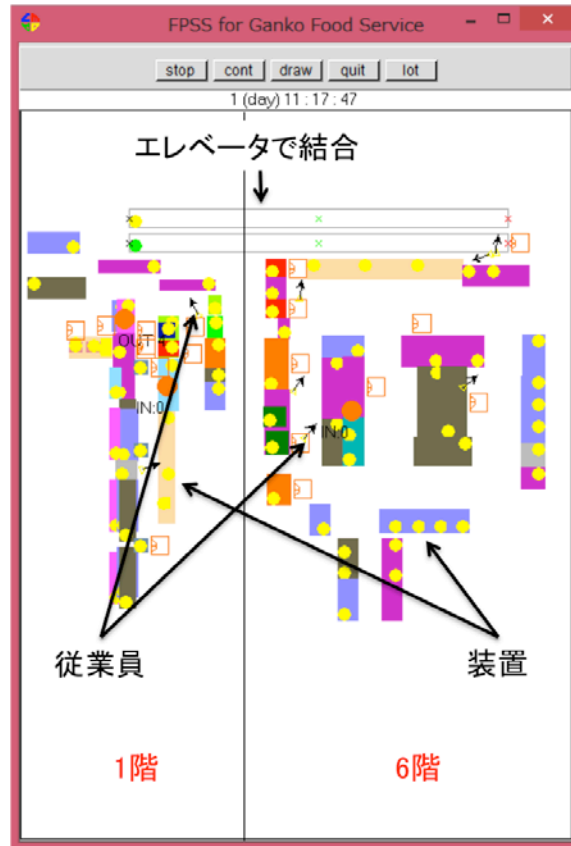 FPSS for Ganko Food Service
stop cont draw quit lot
1 (day) 11 : 17 : 47
エレベータで結合
OUT:4
IN:0
IN:0
従業員
装置
1階
6階